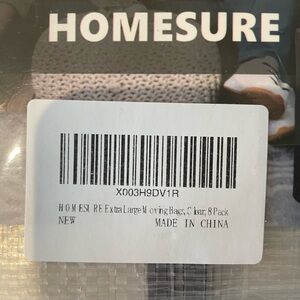 HOMESURE
X003H9DV1R
HOMESURE Extra Large Moving Bags, Clear, 8 Pack
NEW MADE IN CHINA